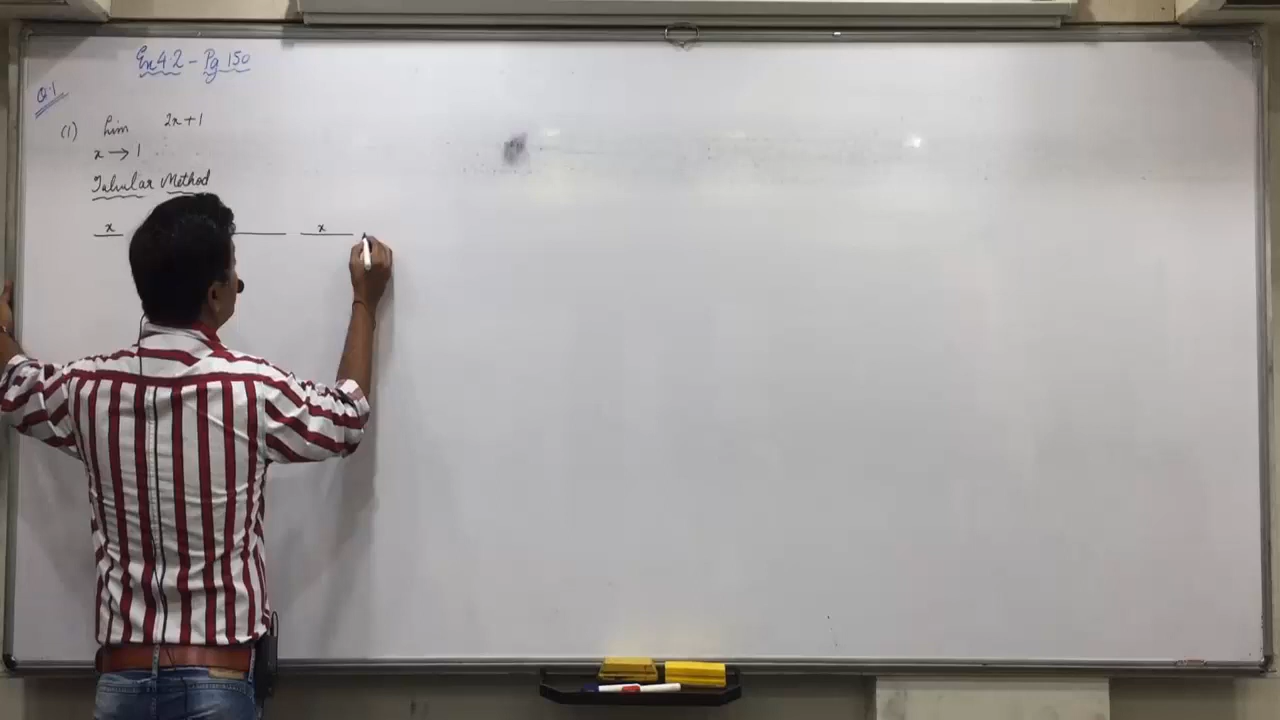 Ex 4.2 - Pg 150
Q.1
(1) Lim 2x+1
x → 1
Tabular Method
x x